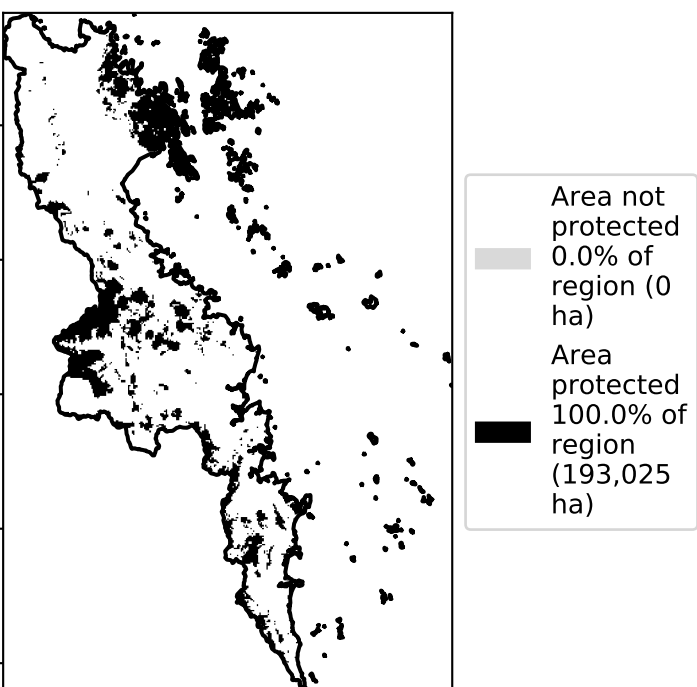 Area not
protected
0.0% of
region (0
ha)
Area
protected
100.0% of
region
(193,025
ha)